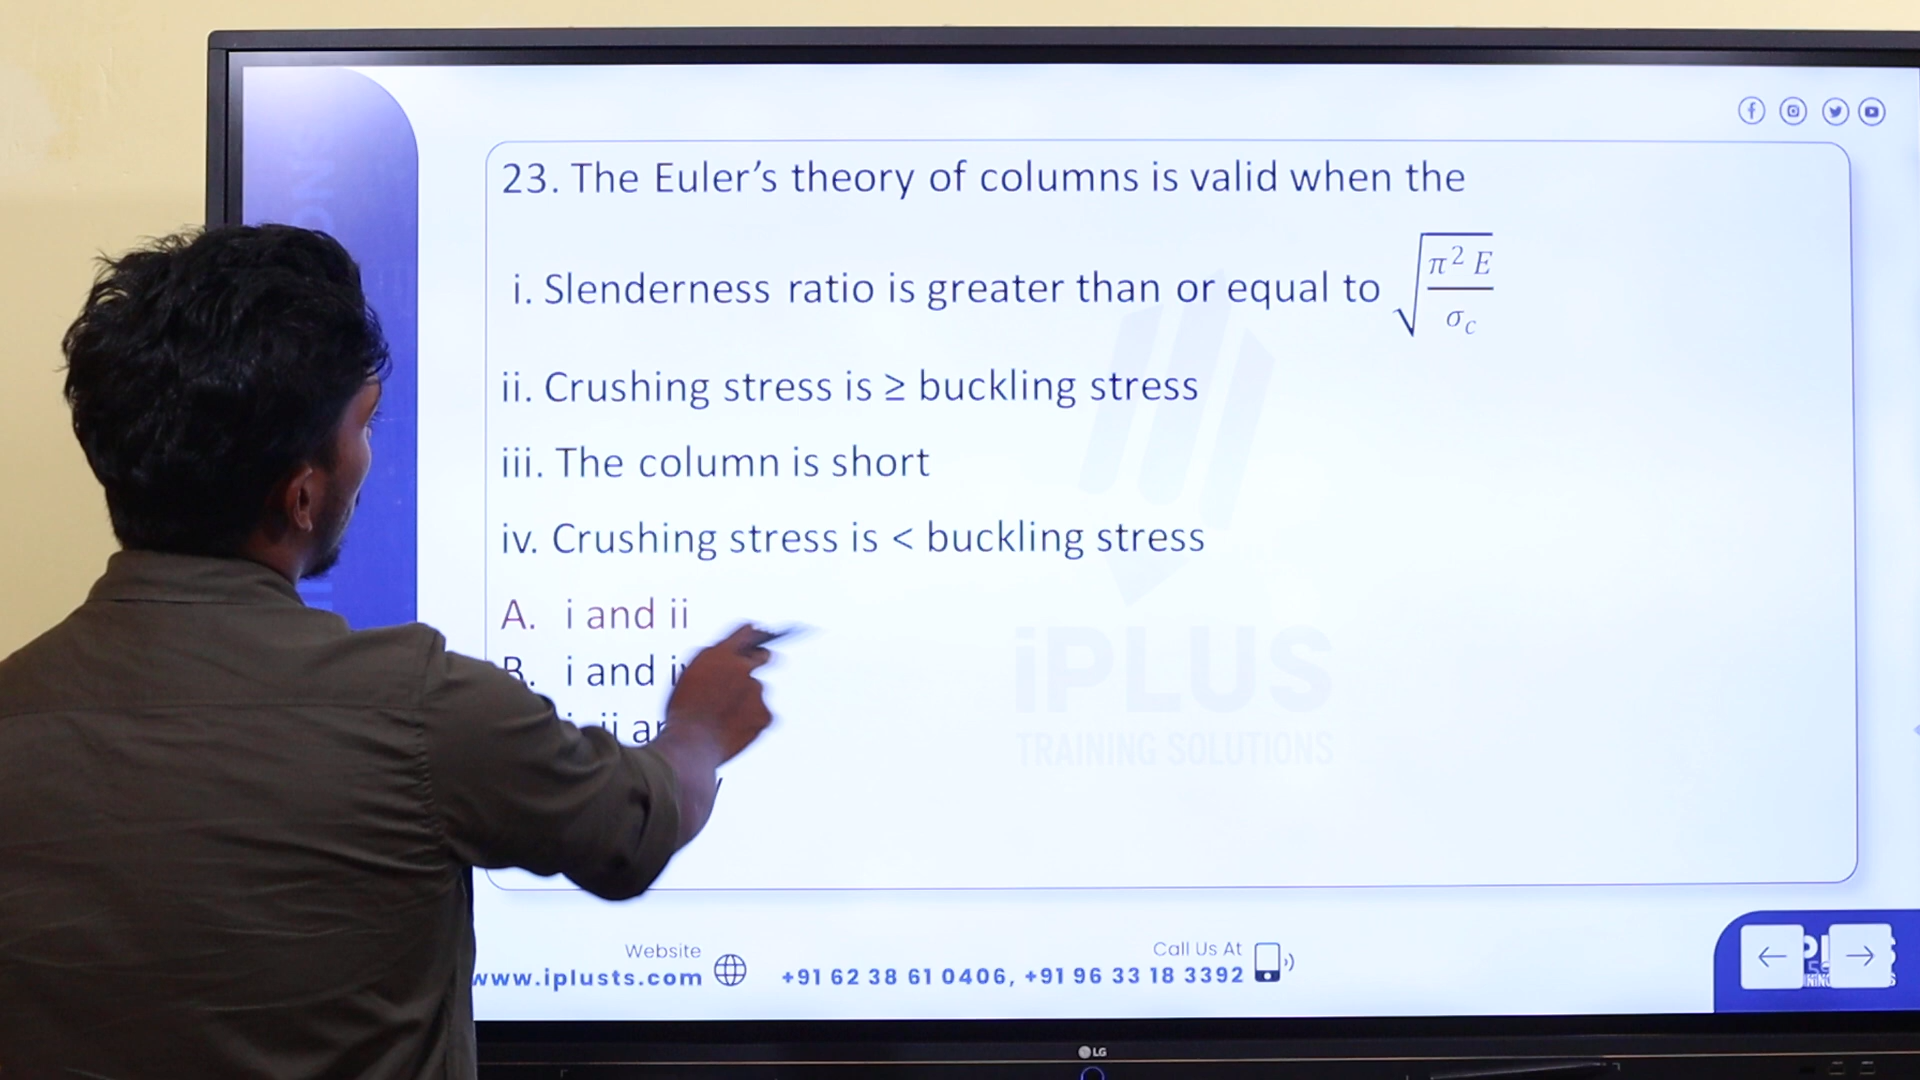 23. The Euler's theory of columns is valid when the
i. Slenderness ratio is greater than or equal to √(π² E / σc)
ii. Crushing stress is ≥ buckling stress
iii. The column is short
iv. Crushing stress is < buckling stress
A. i and ii
B. i and
ii
iPLUS
TRAINING SOLUTIONS
Website
www.iplusts.com
Call Us At
+91 62 38 61 0406, +91 96 33 18 3392
LG